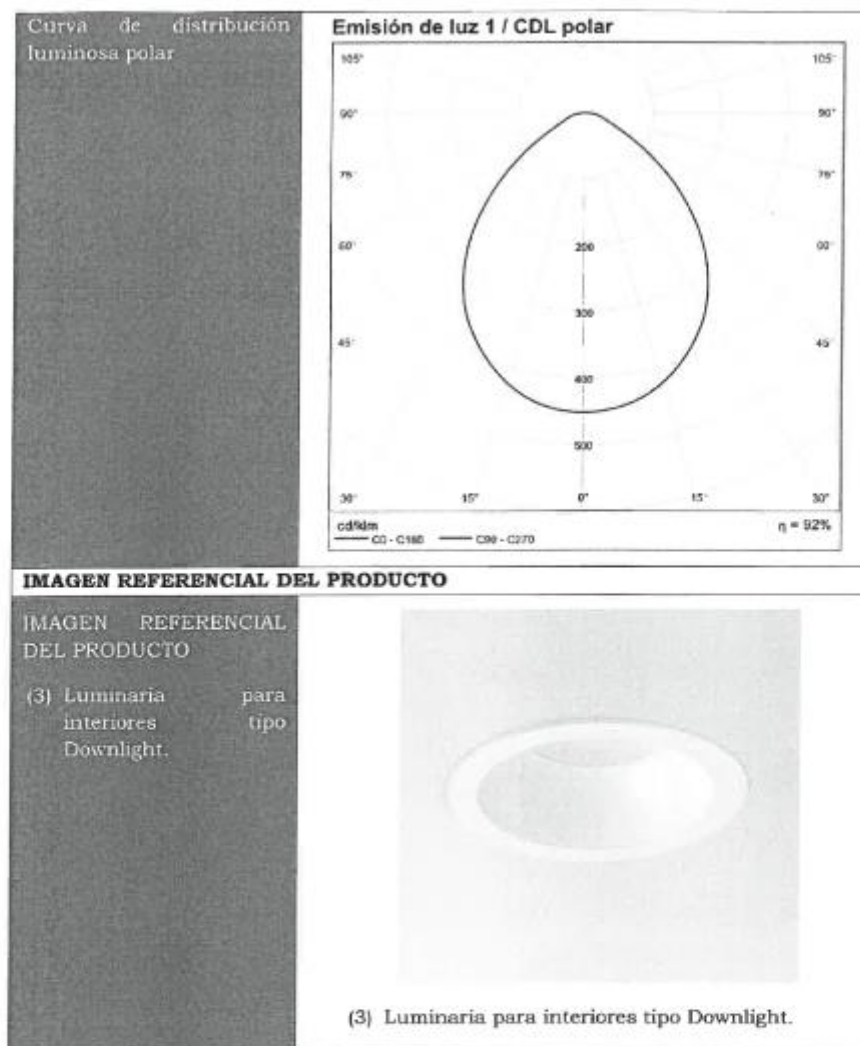 Curva de distribución
luminosa polar
Emisión de luz 1 / CDL polar
105° 105°
90° 90°
75° 75°
60° 60°
200
300
45° 45°
400
500
30° 15° 0° 15° 30°
cd/klm η = 92%
C0 - C180 C90 - C270
IMAGEN REFERENCIAL DEL PRODUCTO
IMAGEN REFERENCIAL
DEL PRODUCTO
(3) Luminaria para
interiores tipo
Downlight.
(3) Luminaria para interiores tipo Downlight.